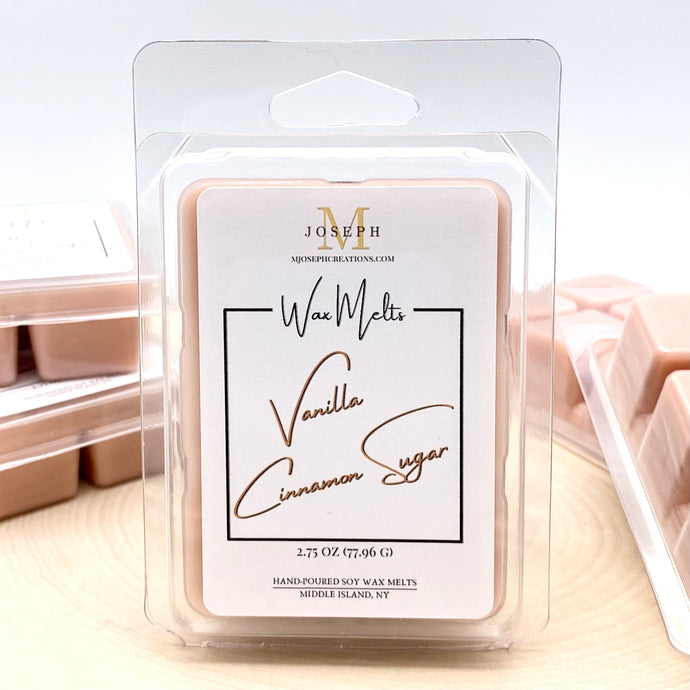 M
JOSEPH
MJOSEPHCREATIONS.COM
Wax Melts
Vanilla
Cinnamon Sugar
2.75 OZ (77.96 G)
HAND-POURED SOY WAX MELTS
MIDDLE ISLAND, NY